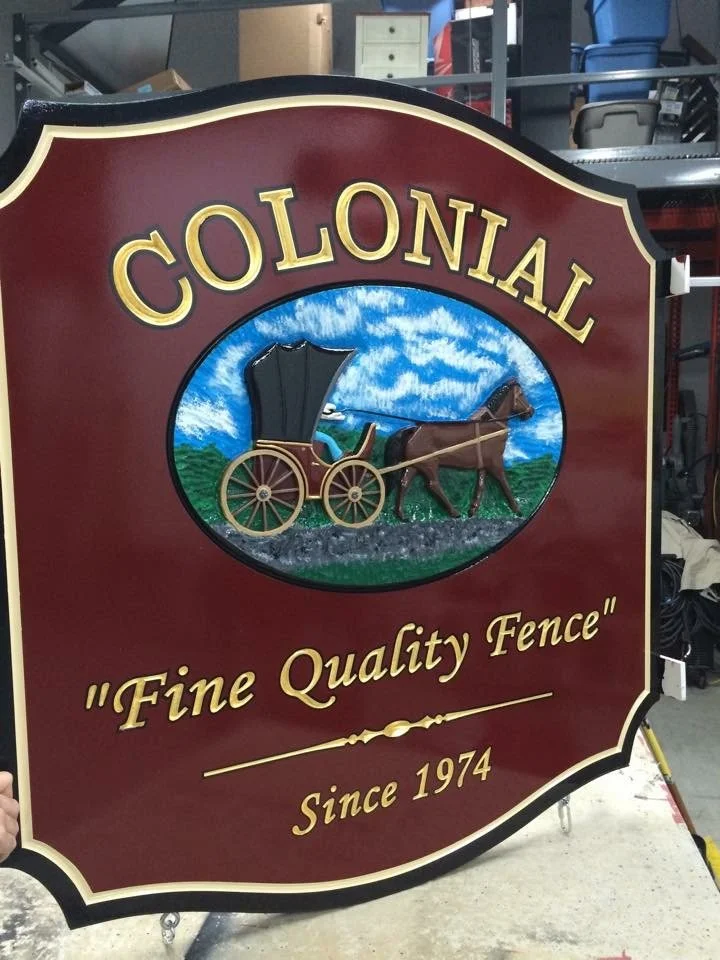 COLONIAL
"Fine Quality Fence"
Since 1974